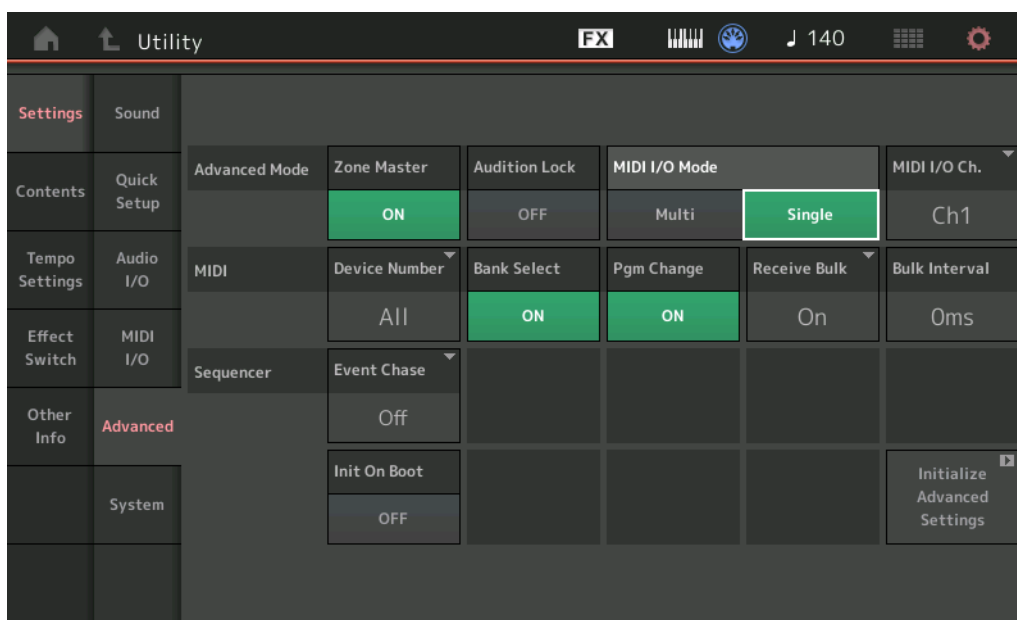 Utility
FX
140
Settings
Sound
Contents
Quick
Setup
Tempo
Settings
Audio
I/O
Effect
Switch
MIDI
I/O
Other
Info
Advanced
System
Advanced Mode
Zone Master
ON
Audition Lock
OFF
MIDI I/O Mode
Multi
Single
MIDI I/O Ch.
Ch1
MIDI
Device Number
All
Bank Select
ON
Pgm Change
ON
Receive Bulk
On
Bulk Interval
0ms
Sequencer
Event Chase
Off
Init On Boot
OFF
Initialize
Advanced
Settings